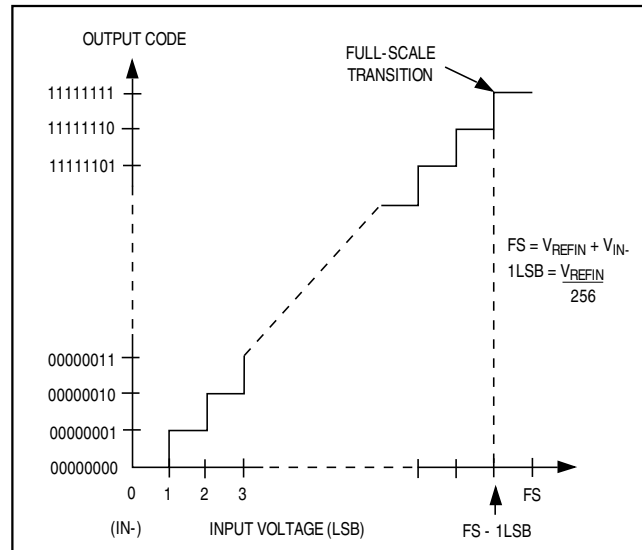 OUTPUT CODE
FULL-SCALE
TRANSITION
11111111
11111110
11111101
FS = VREFIN + VIN-
1LSB = VREFIN
256
00000011
00000010
00000001
00000000
0 1 2 3 FS
(IN-) INPUT VOLTAGE (LSB) FS - 1LSB